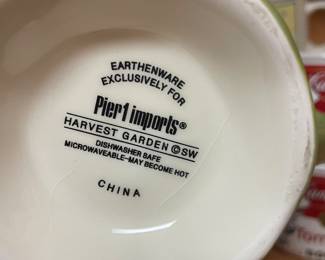 EARTHENWARE
EXCLUSIVELY FOR
Pier 1 imports®
HARVEST GARDEN ©SW
DISHWASHER SAFE
MICROWAVEABLE-MAY BECOME HOT
CHINA